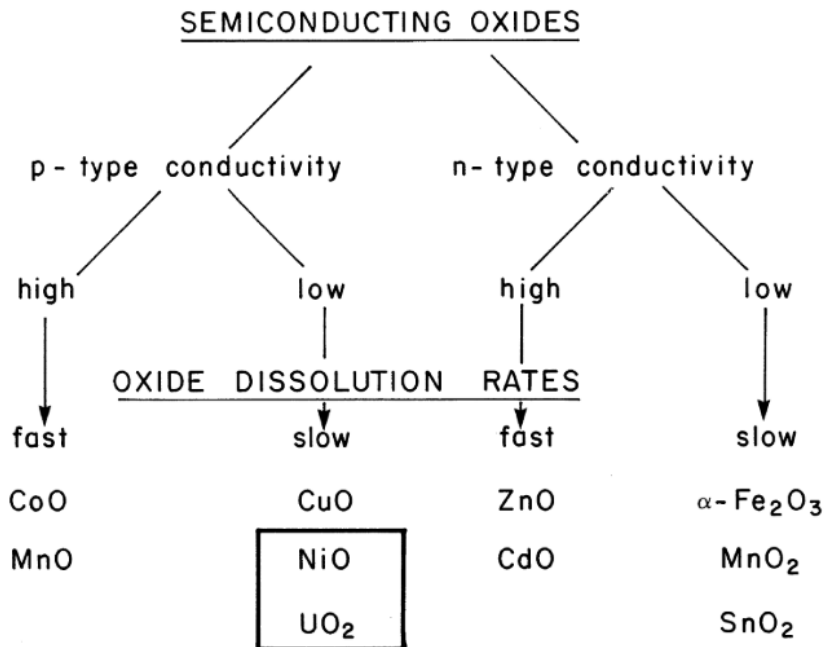 SEMICONDUCTING OXIDES
p-type conductivity n-type conductivity
high low high low
OXIDE DISSOLUTION RATES
fast slow fast slow
CoO CuO ZnO α-Fe₂O₃
MnO NiO CdO MnO₂
UO₂ SnO₂